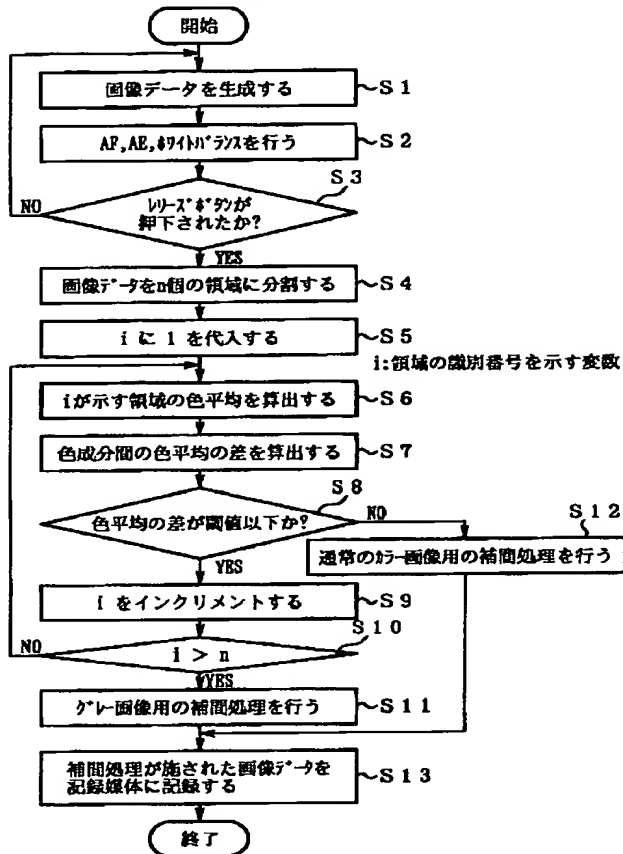 開始
画像データを生成する
～S1
AF,AE,ﾎﾜｲﾄﾊﾞﾗﾝｽを行う
～S2
S3
ﾚﾘｰｽﾞﾎﾞﾀﾝが
押下されたか?
NO
YES
画像データをn個の領域に分割する
～S4
iに1を代入する
～S5
i:領域の識別番号を示す変数
iが示す領域の色平均を算出する
～S6
色成分間の色平均の差を算出する
～S7
S8
色平均の差が閾値以下か?
NO
YES
S12
通常のｶﾗｰ画像用の補間処理を行う
iをインクリメントする
～S9
S10
i > n
NO
YES
ｸﾞﾚｰ画像用の補間処理を行う
～S11
補間処理が施された画像ﾃﾞｰﾀを
記録媒体に記録する
～S13
終了